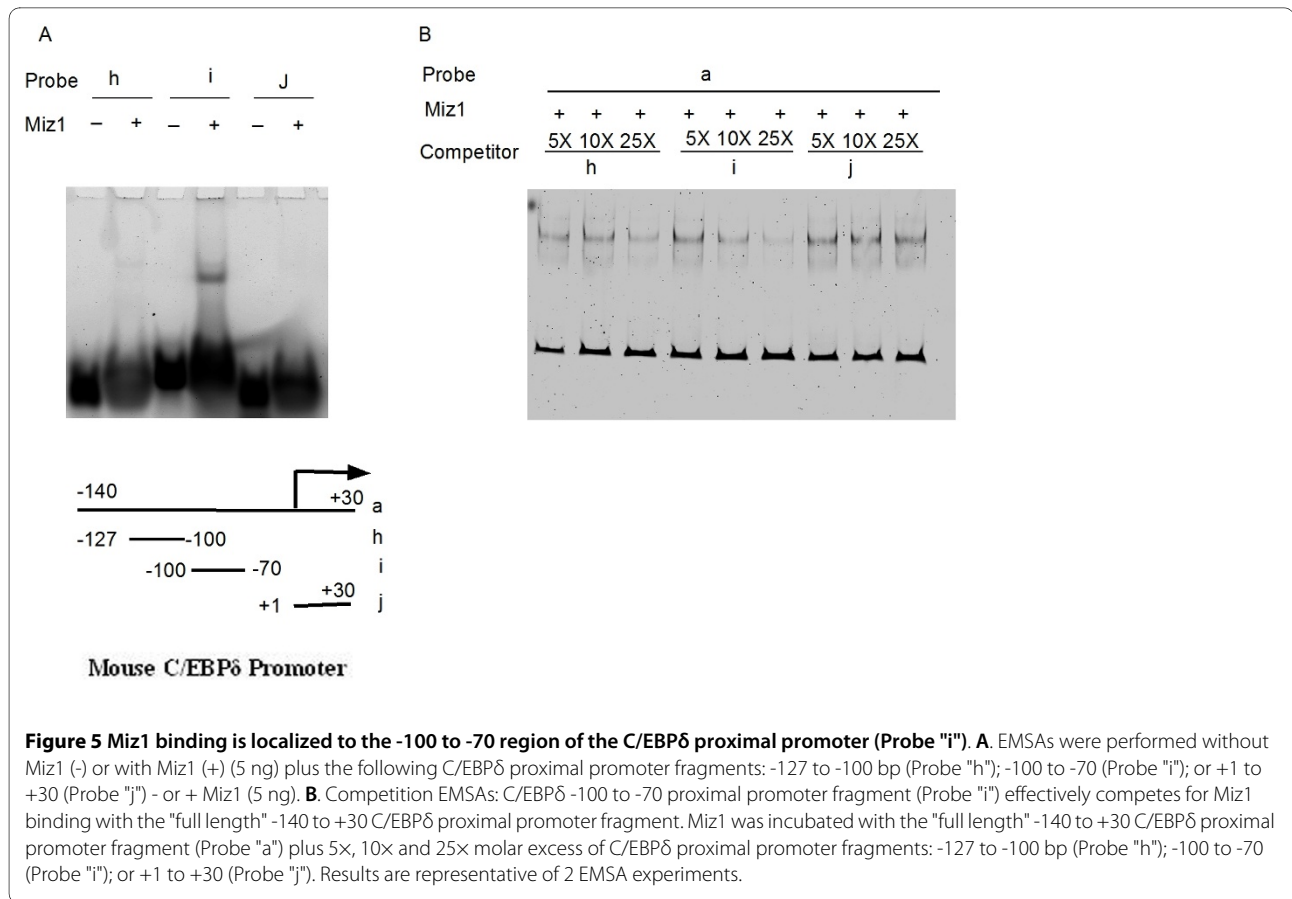 A
Probe h i J
Miz1 – + – + – +
B
Probe a
Miz1 + + + + + + + + +
Competitor 5X 10X 25X 5X 10X 25X 5X 10X 25X
h i j
-140 +30 a
-127 -100 h
-100 -70 i
+1 +30 j
Mouse C/EBPδ Promoter
Figure 5 Miz1 binding is localized to the -100 to -70 region of the C/EBPδ proximal promoter (Probe "i"). A. EMSAs were performed without
Miz1 (-) or with Miz1 (+) (5 ng) plus the following C/EBPδ proximal promoter fragments: -127 to -100 bp (Probe "h"); -100 to -70 (Probe "i"); or +1 to
+30 (Probe "j") - or + Miz1 (5 ng). B. Competition EMSAs: C/EBPδ -100 to -70 proximal promoter fragment (Probe "i") effectively competes for Miz1
binding with the "full length" -140 to +30 C/EBPδ proximal promoter fragment. Miz1 was incubated with the "full length" -140 to +30 C/EBPδ proximal
promoter fragment (Probe "a") plus 5×, 10× and 25× molar excess of C/EBPδ proximal promoter fragments: -127 to -100 bp (Probe "h"); -100 to -70
(Probe "i"); or +1 to +30 (Probe "j"). Results are representative of 2 EMSA experiments.